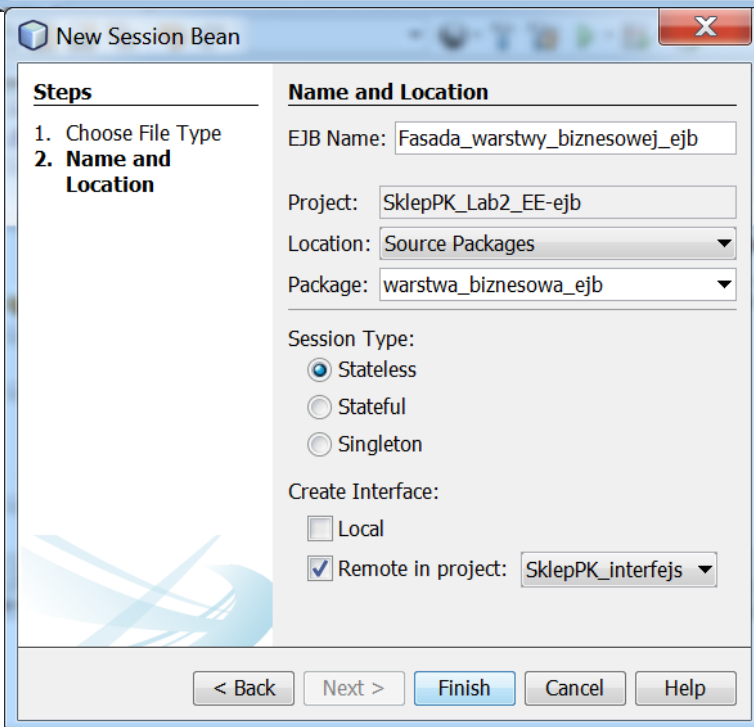 New Session Bean
X
Steps
1. Choose File Type
2. Name and
Location
Name and Location
EJB Name: Fasada_warstwy_biznesowej_ejb
Project: SklepPK_Lab2_EE-ejb
Location: Source Packages
Package: warstwa_biznesowa_ejb
Session Type:
Stateless
Stateful
Singleton
Create Interface:
Local
Remote in project: SklepPK_interfejs
< Back Next > Finish Cancel Help